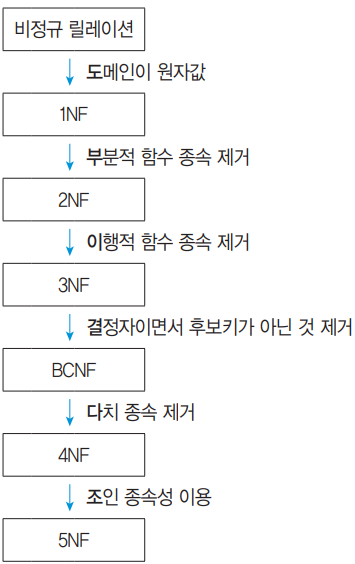 비정규 릴레이션
도메인이 원자값
1NF
부분적 함수 종속 제거
2NF
이행적 함수 종속 제거
3NF
결정자이면서 후보키가 아닌 것 제거
BCNF
다치 종속 제거
4NF
조인 종속성 이용
5NF